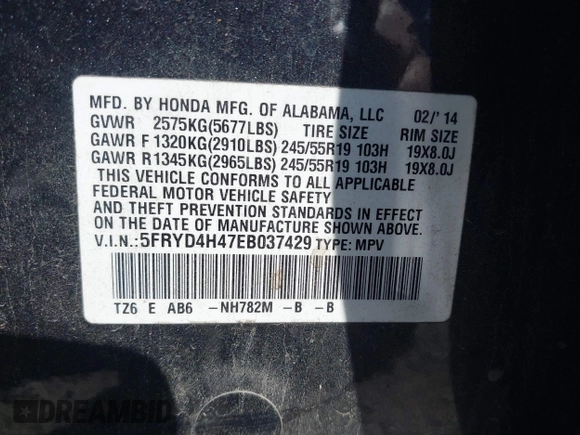 MFD. BY HONDA MFG. OF ALABAMA, LLC 02/'14
GVWR 2575KG(5677LBS) TIRE SIZE RIM SIZE
GAWR F 1320KG(2910LBS) 245/55R19 103H 19X8.0J
GAWR R 1345KG(2965LBS) 245/55R19 103H 19X8.0J
THIS VEHICLE CONFORMS TO ALL APPLICABLE
FEDERAL MOTOR VEHICLE SAFETY
AND THEFT PREVENTION STANDARDS IN EFFECT
ON THE DATE OF MANUFACTURE SHOWN ABOVE.
V.I.N.:5FRYD4H47EB037429 TYPE: MPV
TZ6 E AB6 -NH782M -B -B
DREAMBID